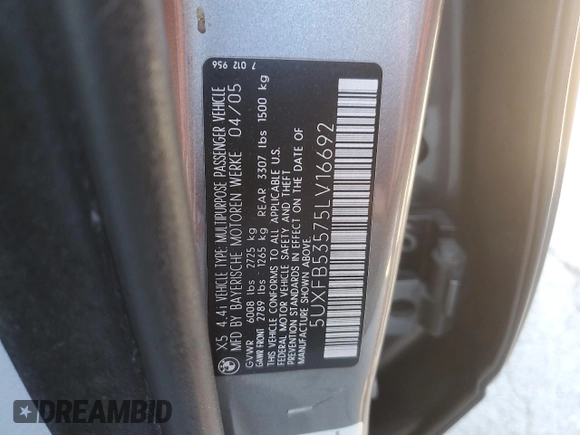 X5 4.4i VEHICLE TYPE: MULTIPURPOSE PASSENGER VEHICLE
MFD BY BAYERISCHE MOTOREN WERKE 04/05
GVWR 6008 lbs 2725 kg
GAWR FRONT 2789 lbs 1265 kg REAR 3307 lbs 1500 kg
THIS VEHICLE CONFORMS TO ALL APPLICABLE U.S.
FEDERAL MOTOR VEHICLE SAFETY AND THEFT
PREVENTION STANDARDS IN EFFECT ON THE DATE OF
MANUFACTURE SHOWN ABOVE.
5UXFB53575LV16692
7 012 956
DREAMBID